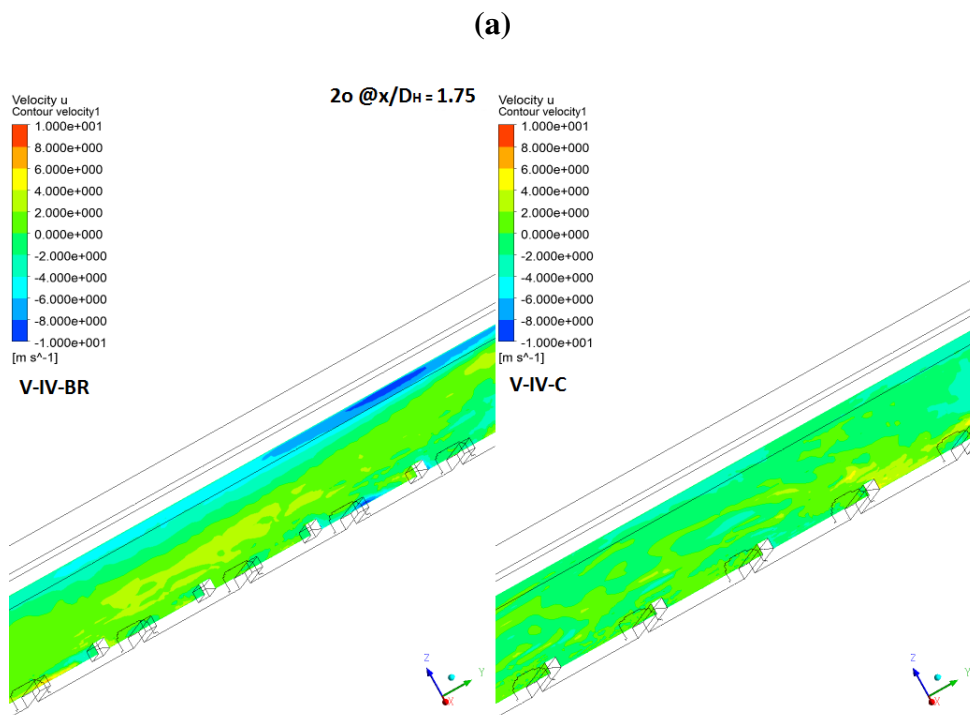 (a)
2o @x/DH = 1.75
Velocity u
Contour velocity1
1.000e+001
8.000e+000
6.000e+000
4.000e+000
2.000e+000
0.000e+000
-2.000e+000
-4.000e+000
-6.000e+000
-8.000e+000
-1.000e+001
[m s^-1]
V-IV-BR
Z
Y
X
Velocity u
Contour velocity1
1.000e+001
8.000e+000
6.000e+000
4.000e+000
2.000e+000
0.000e+000
-2.000e+000
-4.000e+000
-6.000e+000
-8.000e+000
-1.000e+001
[m s^-1]
V-IV-C
Z
Y
X